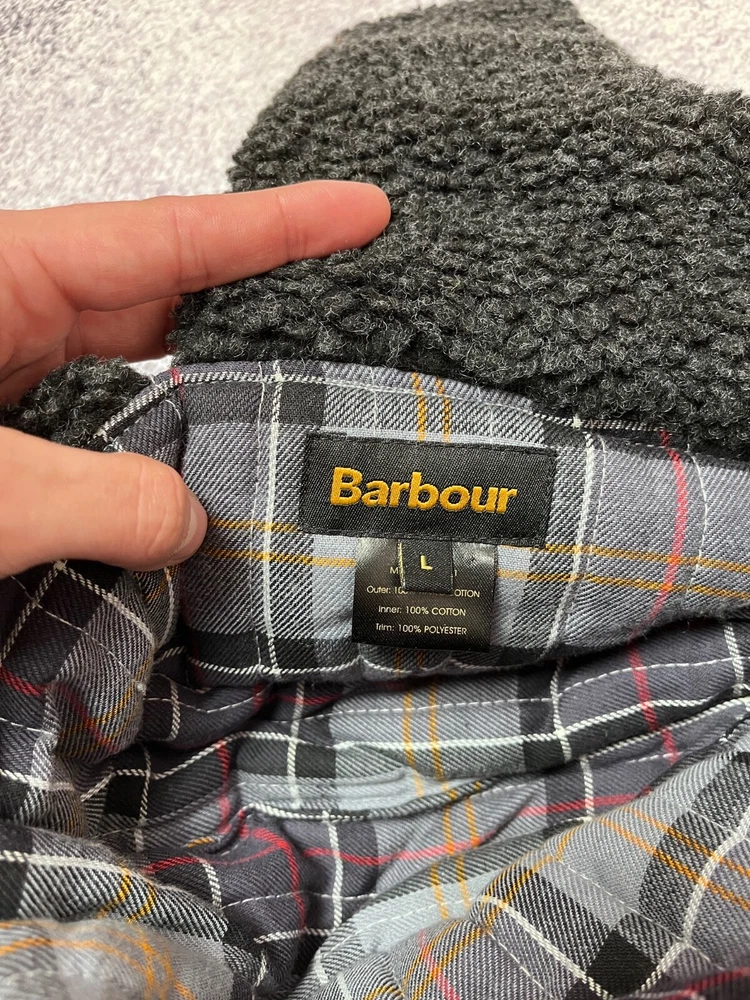 Barbour
L
Outer: COTTON
Inner: 100% COTTON
Trim: 100% POLYESTER